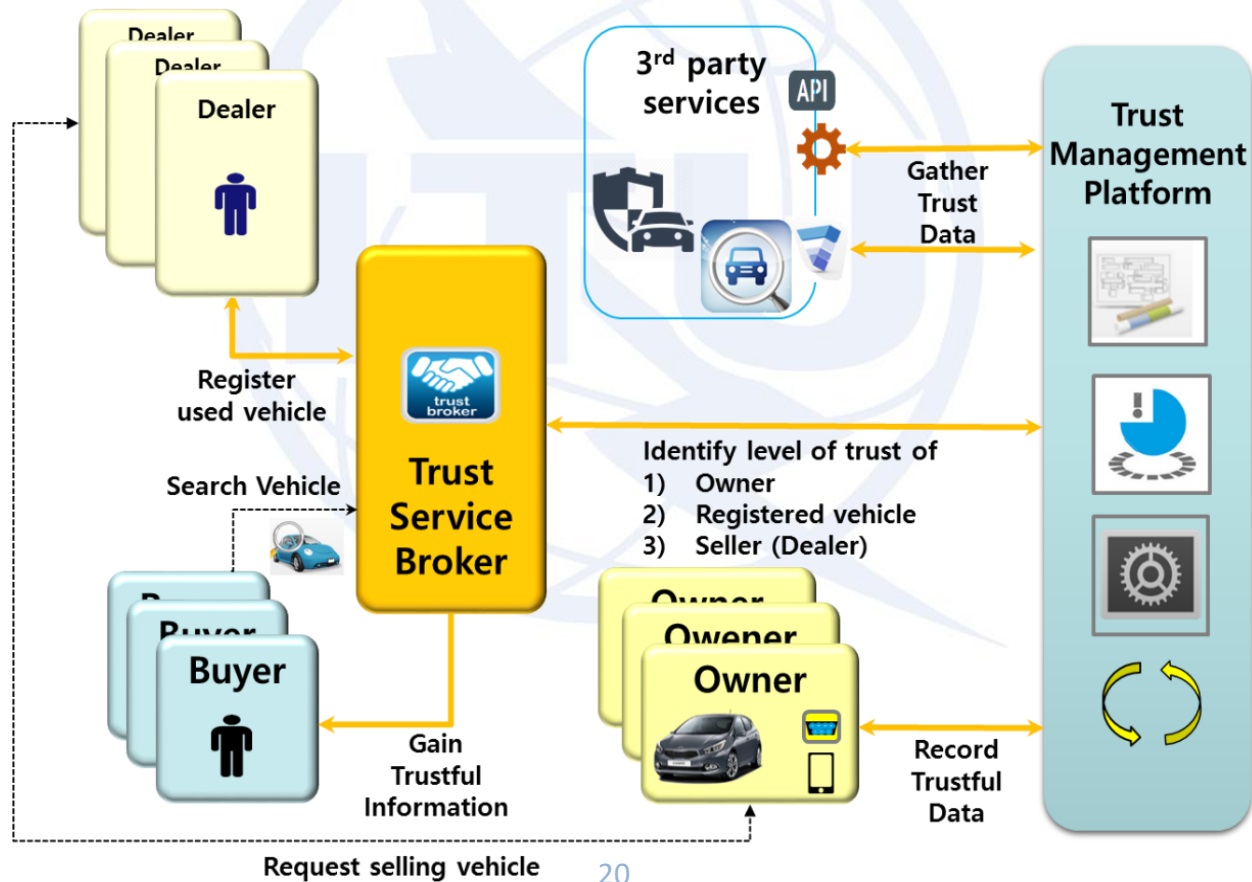 Dealer
Dealer
Dealer
3rd party
services
API
Trust
Management
Platform
Gather
Trust
Data
ITU
Register
used vehicle
trust
broker
Trust
Service
Broker
Search Vehicle
Identify level of trust of
1) Owner
2) Registered vehicle
3) Seller (Dealer)
Buyer
Buyer
Buyer
Owner
Owener
Owner
Gain
Trustful
Information
Record
Trustful
Data
Request selling vehicle
20